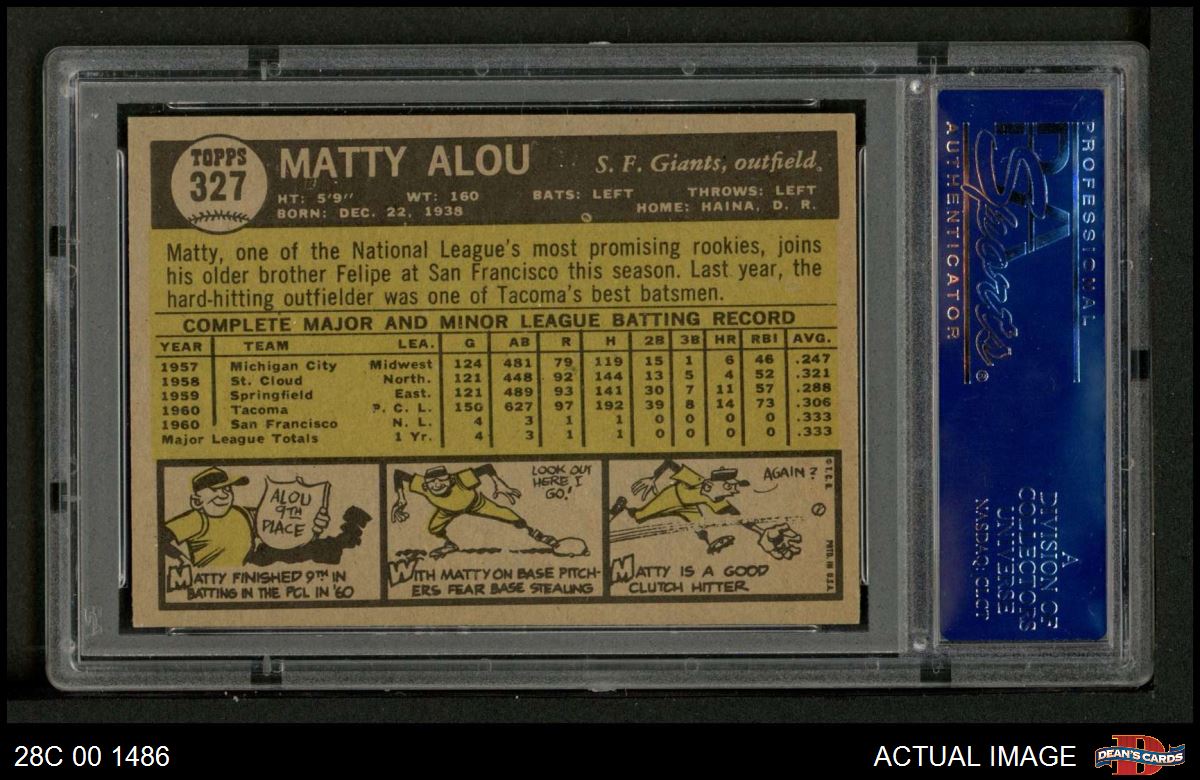 TOPPS
327
MATTY ALOU
S. F. Giants, outfield
HT: 5'9" WT: 160 BATS: LEFT THROWS: LEFT
BORN: DEC. 22, 1938 HOME: HAINA, D. R.
Matty, one of the National League's most promising rookies, joins
his older brother Felipe at San Francisco this season. Last year, the
hard-hitting outfielder was one of Tacoma's best batsmen.
COMPLETE MAJOR AND MINOR LEAGUE BATTING RECORD
YEAR TEAM LEA. G AB R H 2B 3B HR RBI AVG.
1957 Michigan City Midwest 124 481 79 119 15 1 6 46 .247
1958 St. Cloud North. 121 448 92 144 13 5 4 52 .321
1959 Springfield East. 121 489 93 141 30 7 11 57 .288
1960 Tacoma P. C. L. 150 627 97 192 39 8 14 73 .306
1960 San Francisco N. L. 4 3 1 1 0 0 0 0 .333
Major League Totals 1 Yr. 4 3 1 1 0 0 0 0 .333
ALOU
9TH
PLACE
MATTY FINISHED 9TH IN
BATTING IN THE PCL IN '60
LOOK OUT
HERE I
GO!
WITH MATTY ON BASE PITCH-
ERS FEAR BASE STEALING
AGAIN?
MATTY IS A GOOD
CLUTCH HITTER
© T.C.G.
PRTD. IN U.S.A.
PROFESSIONAL
PSA
Sports®
AUTHENTICATOR
A
DIVISION OF
COLLECTORS
UNIVERSE
NASDAQ: CLCT
28C 00 1486
ACTUAL IMAGE
D
DEAN'S CARDS